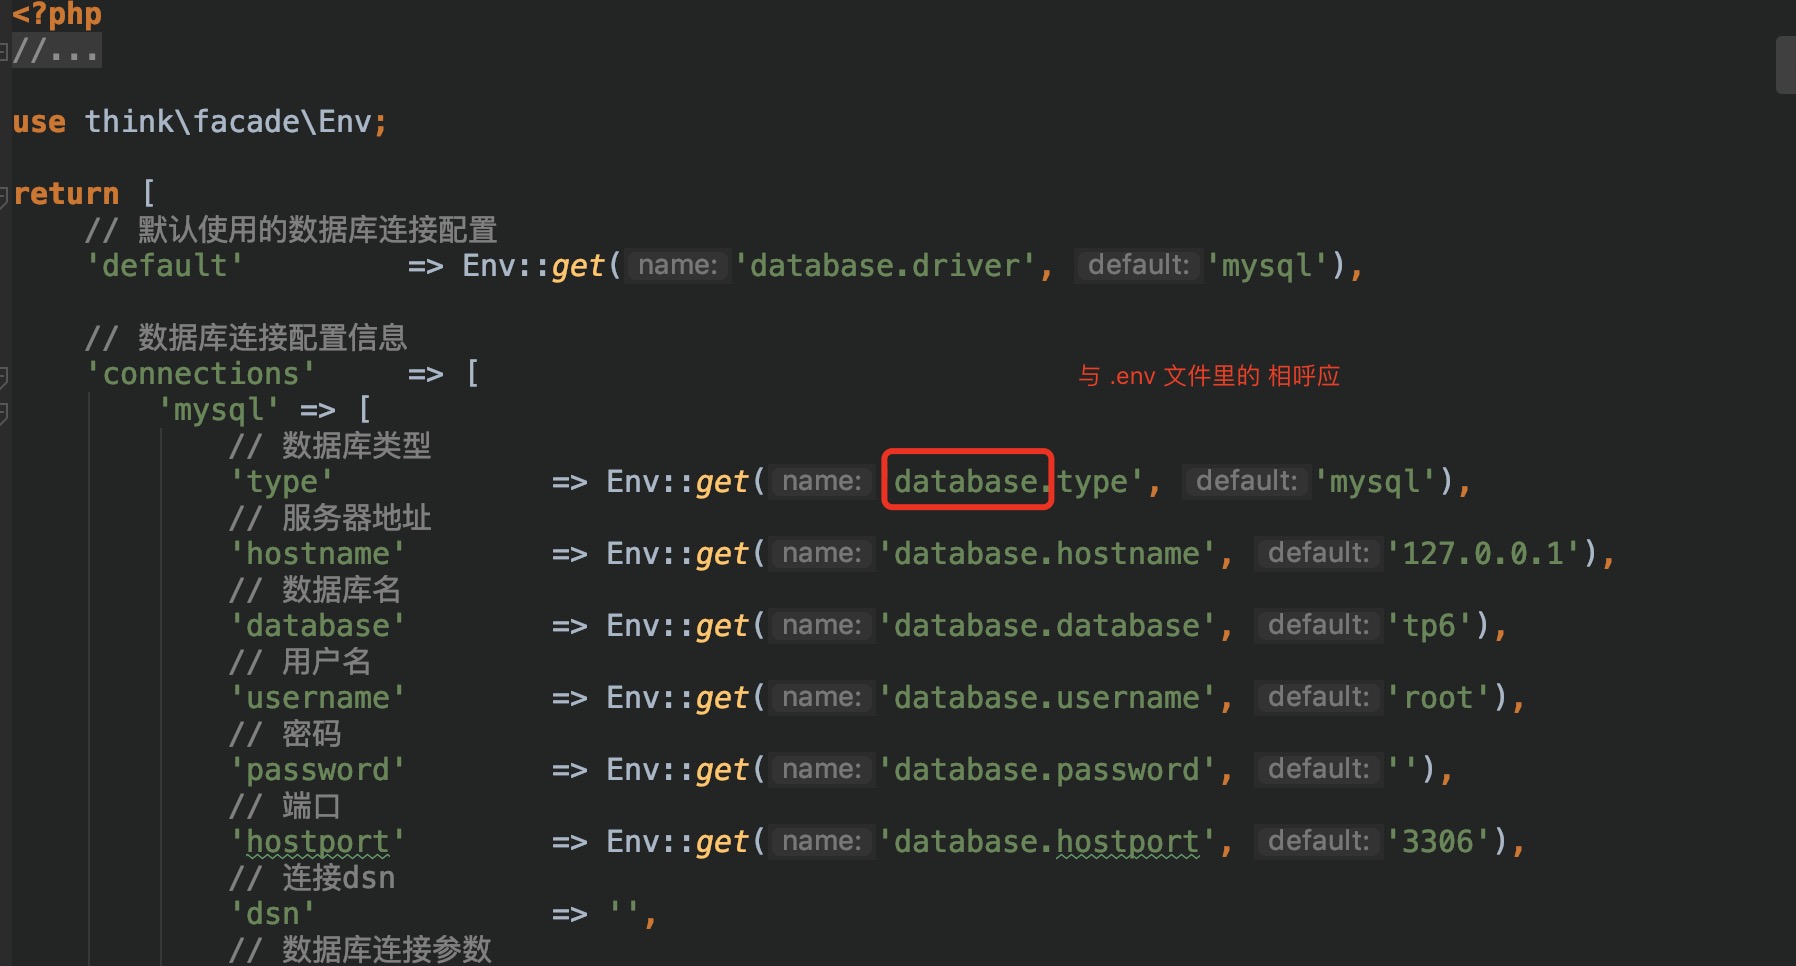 <?php
//...
use think\facade\Env;
return [
// 默认使用的数据库连接配置
'default' => Env::get( name: 'database.driver', default: 'mysql'),
// 数据库连接配置信息
'connections' => [
与 .env 文件里的 相呼应
'mysql' => [
// 数据库类型
'type' => Env::get( name: database.type', default: 'mysql'),
// 服务器地址
'hostname' => Env::get( name: 'database.hostname', default: '127.0.0.1'),
// 数据库名
'database' => Env::get( name: 'database.database', default: 'tp6'),
// 用户名
'username' => Env::get( name: 'database.username', default: 'root'),
// 密码
'password' => Env::get( name: 'database.password', default: ''),
// 端口
'hostport' => Env::get( name: 'database.hostport', default: '3306'),
// 连接dsn
'dsn' => '',
// 数据库连接参数